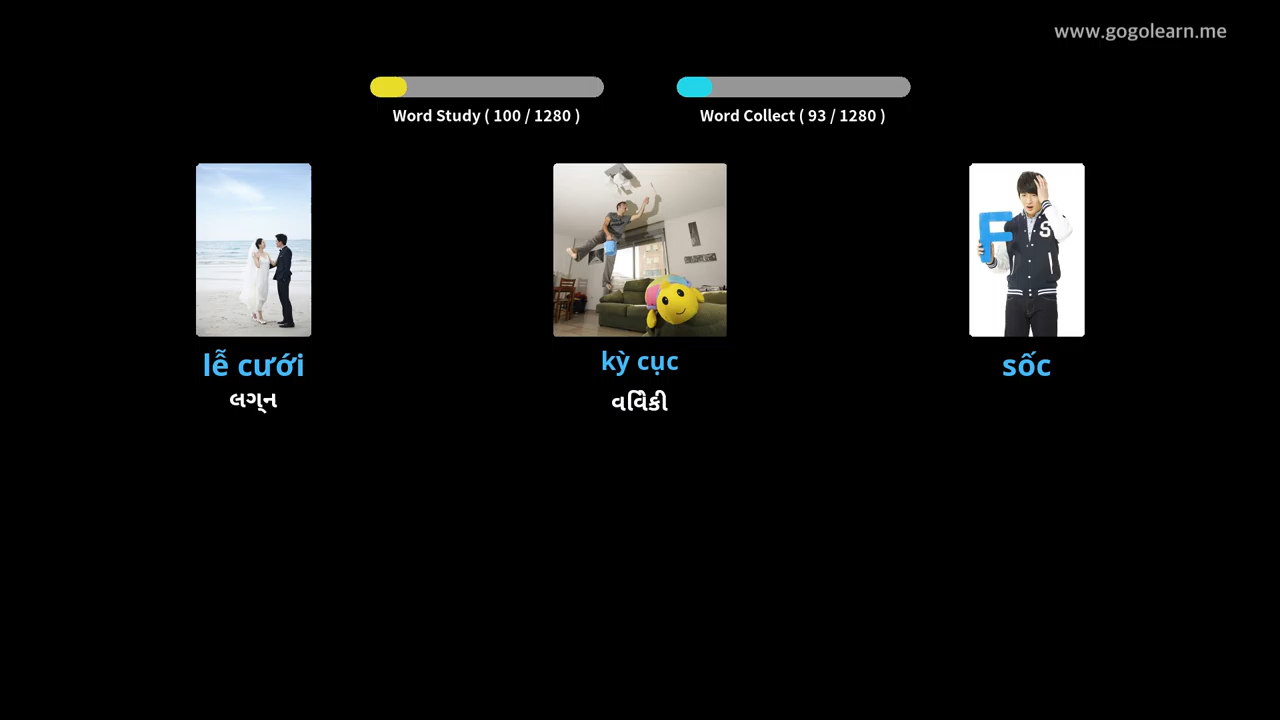 www.gogolearn.me
Word Study ( 100 / 1280 )
Word Collect ( 93 / 1280 )
F
S
lễ cưới
kỳ cục
sốc
લગ્ન